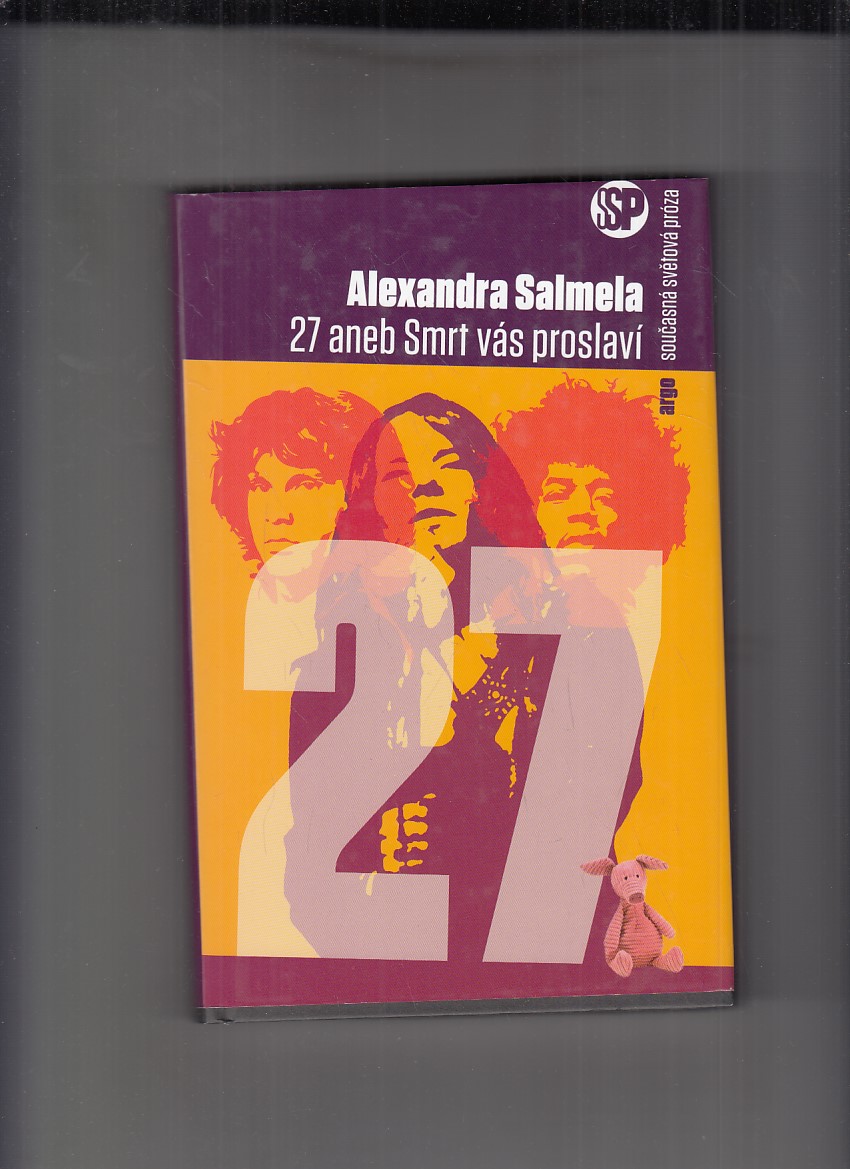 SSP
současná světová próza
Alexandra Salmela
27 aneb Smrt vás proslaví
argo
27